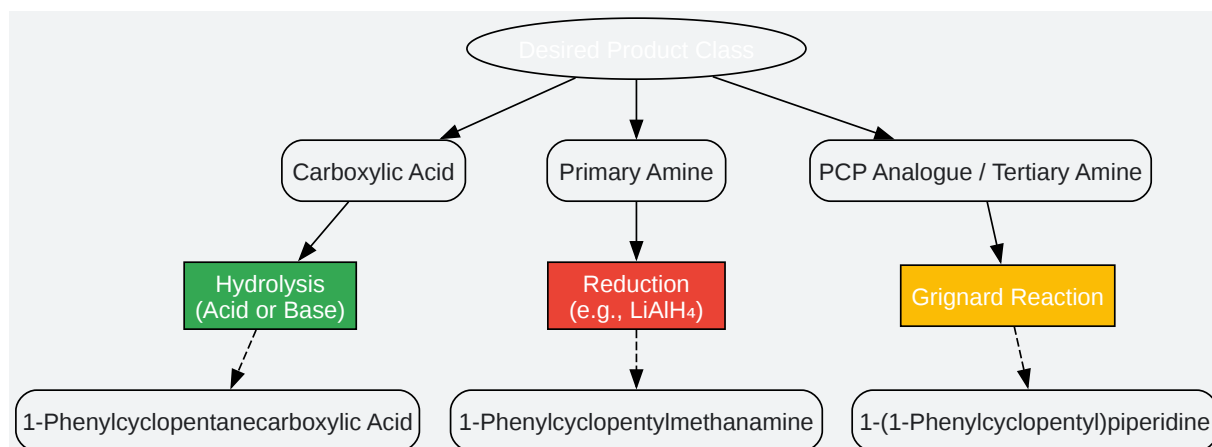 Desired Product Class
Carboxylic Acid
Primary Amine
PCP Analogue / Tertiary Amine
Hydrolysis
(Acid or Base)
Reduction
(e.g., LiAlH₄)
Grignard Reaction
1-Phenylcyclopentanecarboxylic Acid
1-Phenylcyclopentylmethanamine
1-(1-Phenylcyclopentyl)piperidine